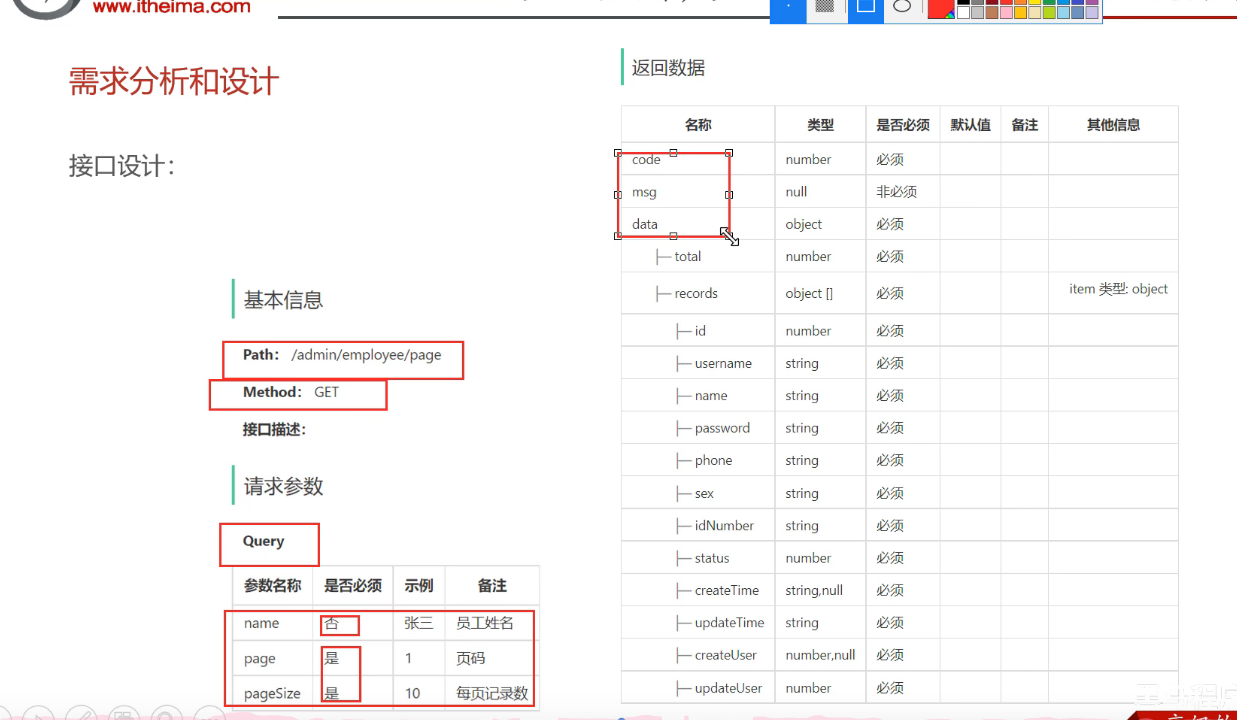 www.itheima.com
需求分析和设计
接口设计：
基本信息
Path： /admin/employee/page
Method： GET
接口描述：
请求参数
Query
参数名称 是否必须 示例 备注
name 否 张三 员工姓名
page 是 1 页码
pageSize 是 10 每页记录数
返回数据
名称 类型 是否必须 默认值 备注 其他信息
code number 必须
msg null 非必须
data object 必须
├─ total number 必须
├─ records object [] 必须 item 类型: object
├─ id number 必须
├─ username string 必须
├─ name string 必须
├─ password string 必须
├─ phone string 必须
├─ sex string 必须
├─ idNumber string 必须
├─ status number 必须
├─ createTime string,null 必须
├─ updateTime string 必须
├─ createUser number,null 必须
├─ updateUser number 必须